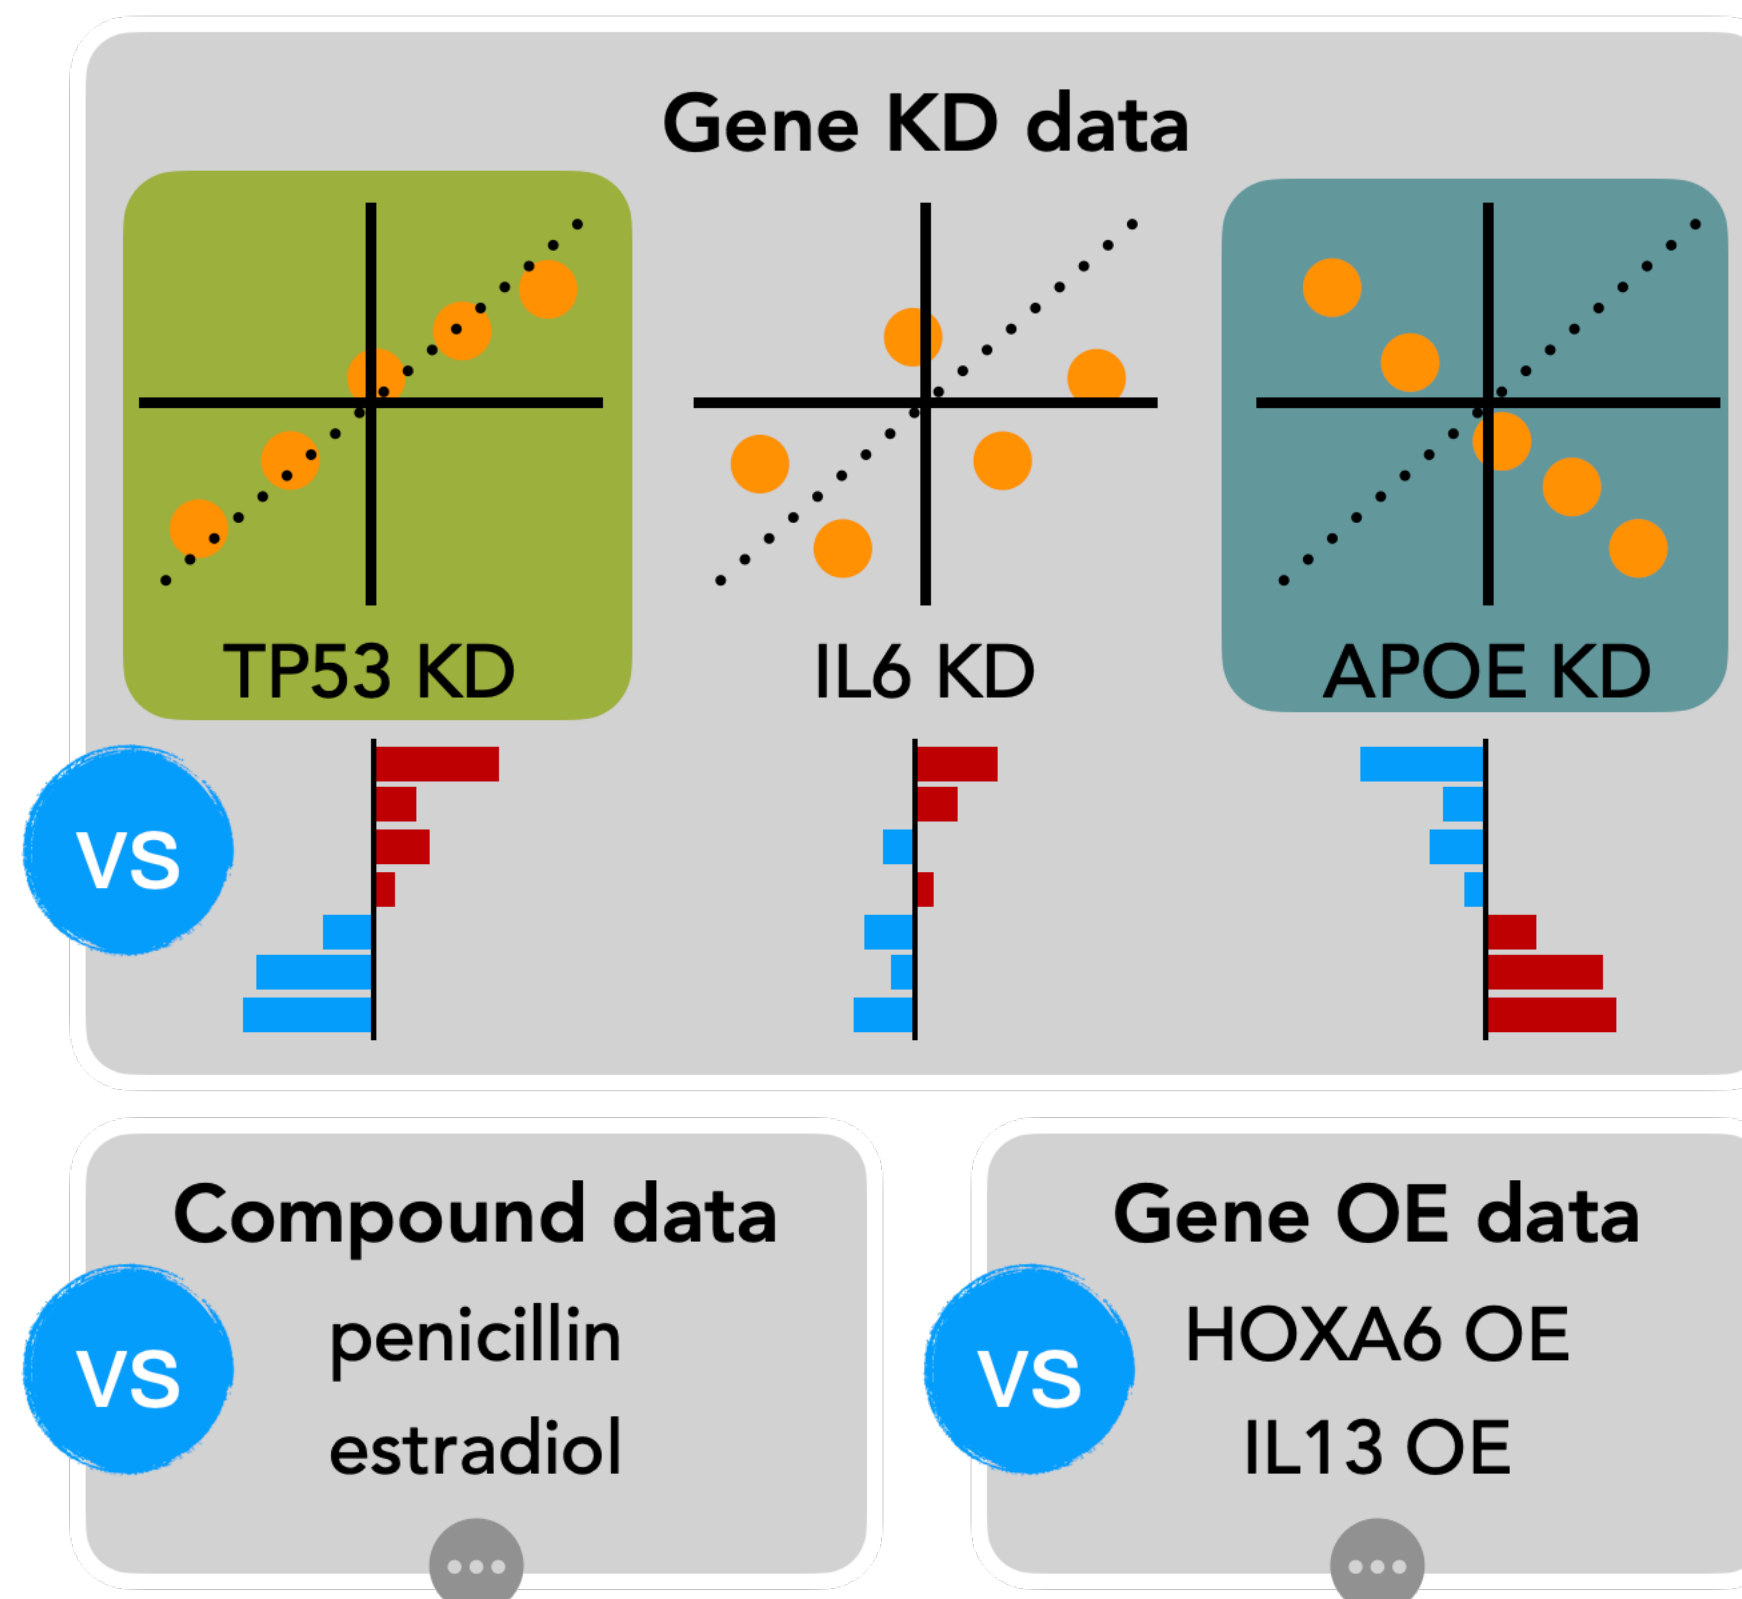 Gene KD data
TP53 KD
IL6 KD
APOE KD
VS
Compound data
VS
penicillin
estradiol
Gene OE data
VS
HOXA6 OE
IL13 OE